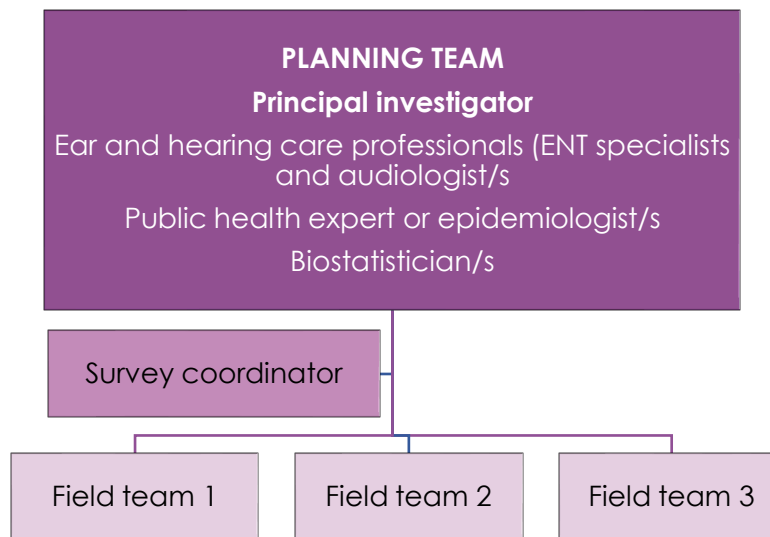 PLANNING TEAM
Principal investigator
Ear and hearing care professionals (ENT specialists
and audiologist/s
Public health expert or epidemiologist/s
Biostatistician/s
Survey coordinator
Field team 1
Field team 2
Field team 3